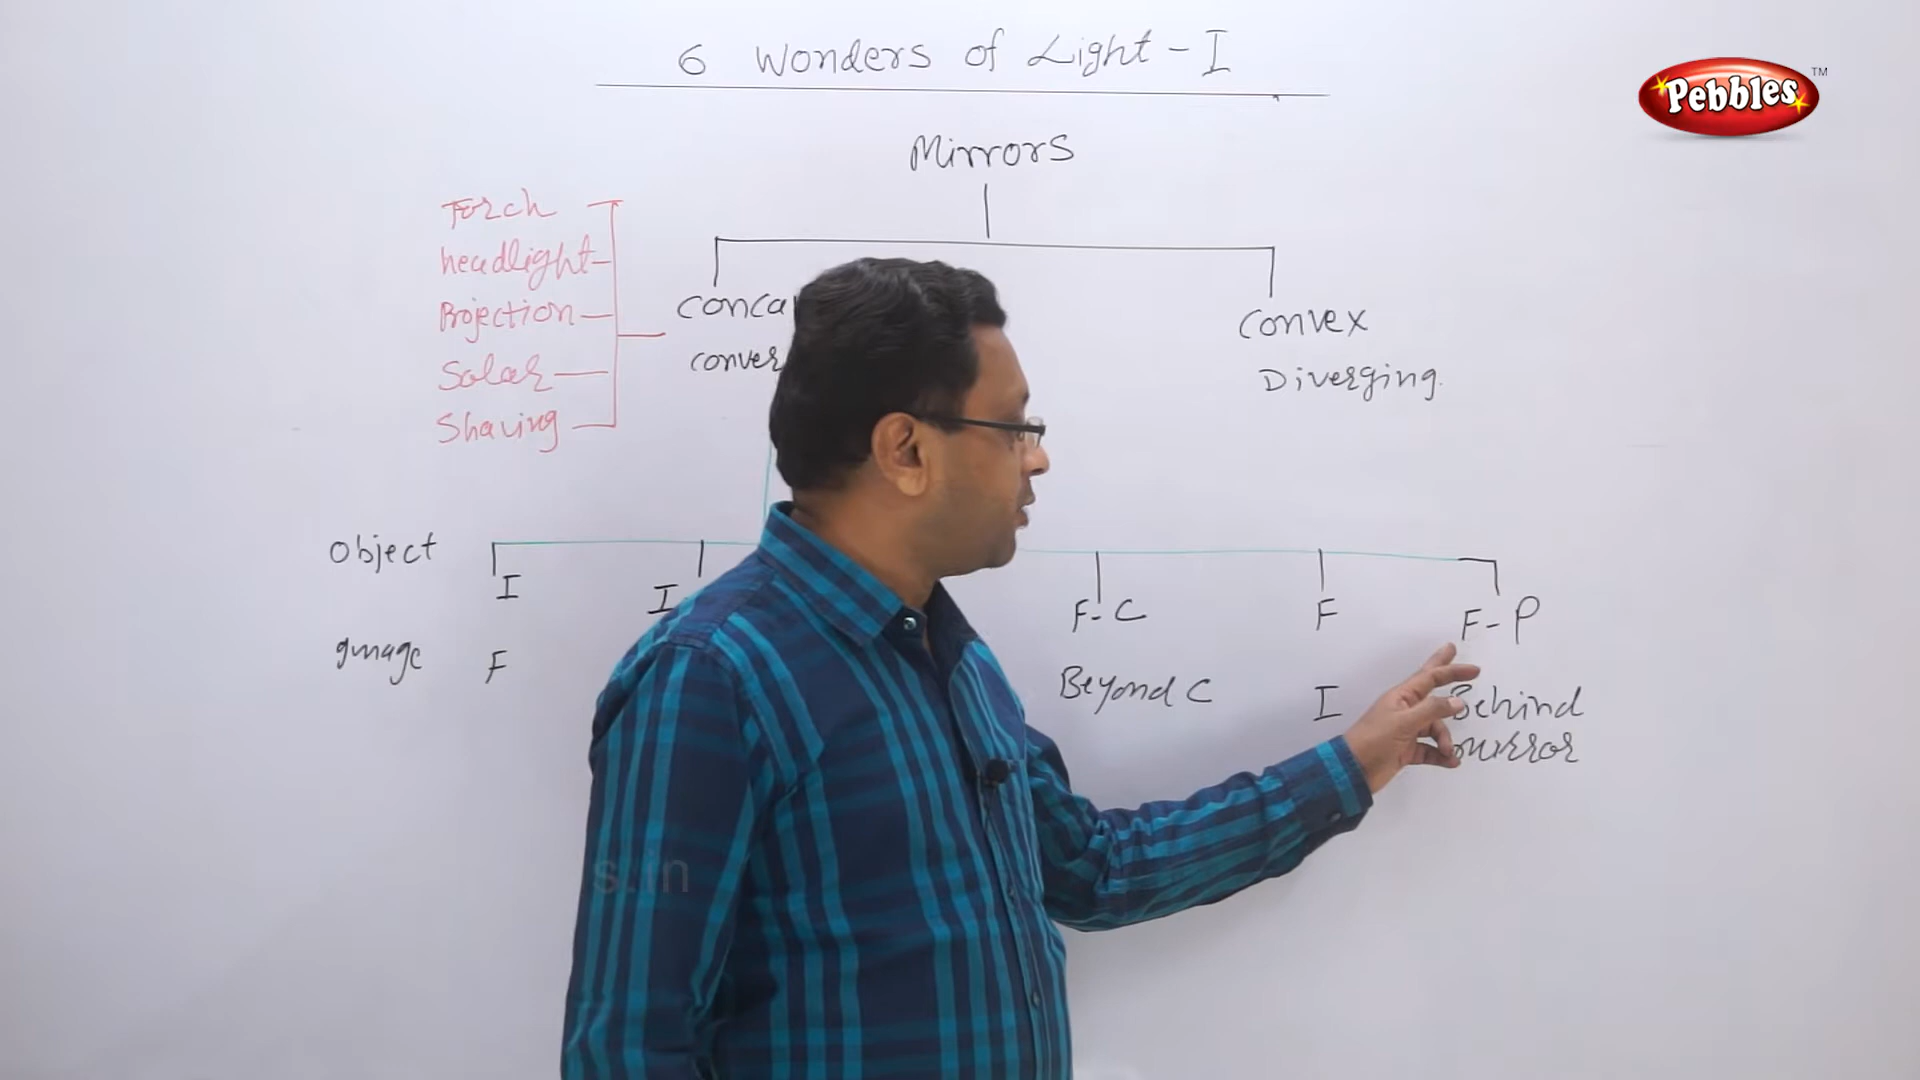 6 Wonders of Light - I
Pebbles TM
Mirrors
Torch
headlight
Projection
Solar
Shaving
Conca
Conver
Convex
Diverging.
Object I I F-C F F-P
Image F Beyond C I Behind
mirror
s.in